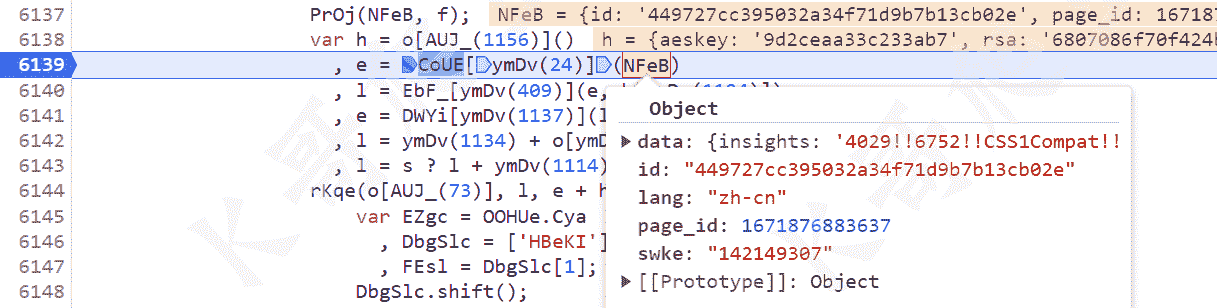 6137 PrOj(NFeB, f); NFeB = {id: '449727cc395032a34f71d9b7b13cb02e', page_id: 16718
6138 var h = o[AUJ_(1156)]() h = {aeskey: '9d2ceaa33c233ab7', rsa: '6807086f70f424b
6139 , e = CoUE[ymDv(24)](NFeB)
6140 , l = EbF_[ymDv(409)](e,
6141 , e = DWYi[ymDv(1137)](l
6142 , l = ymDv(1134) + o[ymD
6143 , l = s ? l + ymDv(1114)
6144 rKqe(o[AUJ_(73)], l, e + h
6145 var EZgc = OOHUe.Cya
6146 , DbgSlc = ['HBeKI']
6147 , FEsl = DbgSlc[1];
6148 DbgSlc.shift();
Object
data: {insights: '4029!!6752!!CSS1Compat!!
id: "449727cc395032a34f71d9b7b13cb02e"
lang: "zh-cn"
page_id: 1671876883637
swke: "142149307"
[[Prototype]]: Object